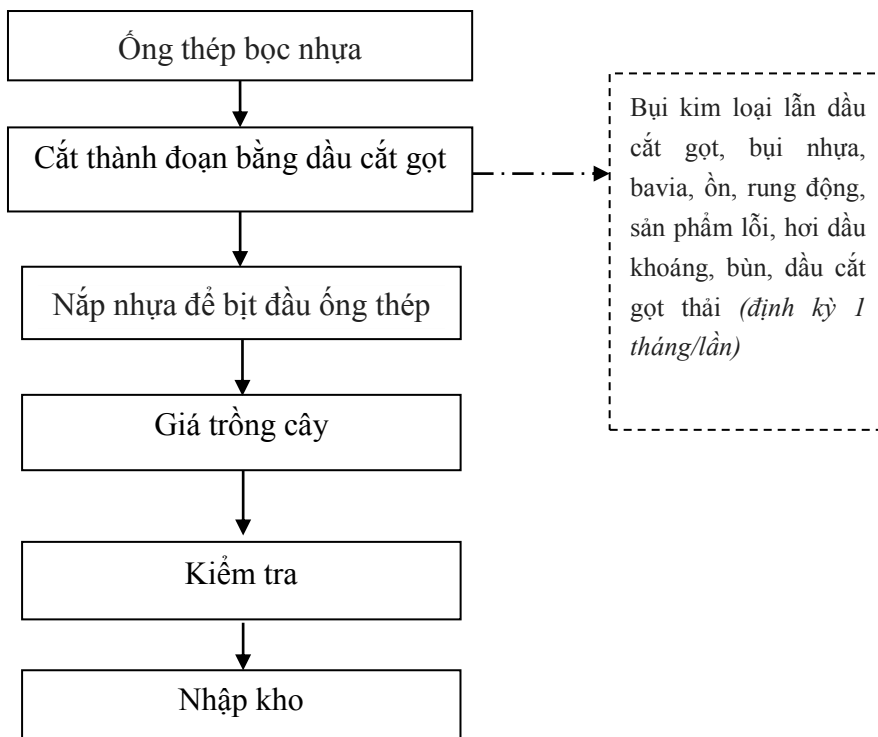 Ống thép bọc nhựa
Cắt thành đoạn bằng dầu cắt gọt
Bụi kim loại lẫn dầu
cắt gọt, bụi nhựa,
bavia, ồn, rung động,
sản phẩm lỗi, hơi dầu
khoáng, bùn, dầu cắt
gọt thải (định kỳ 1
tháng/lần)
Nắp nhựa để bịt đầu ống thép
Giá trồng cây
Kiểm tra
Nhập kho